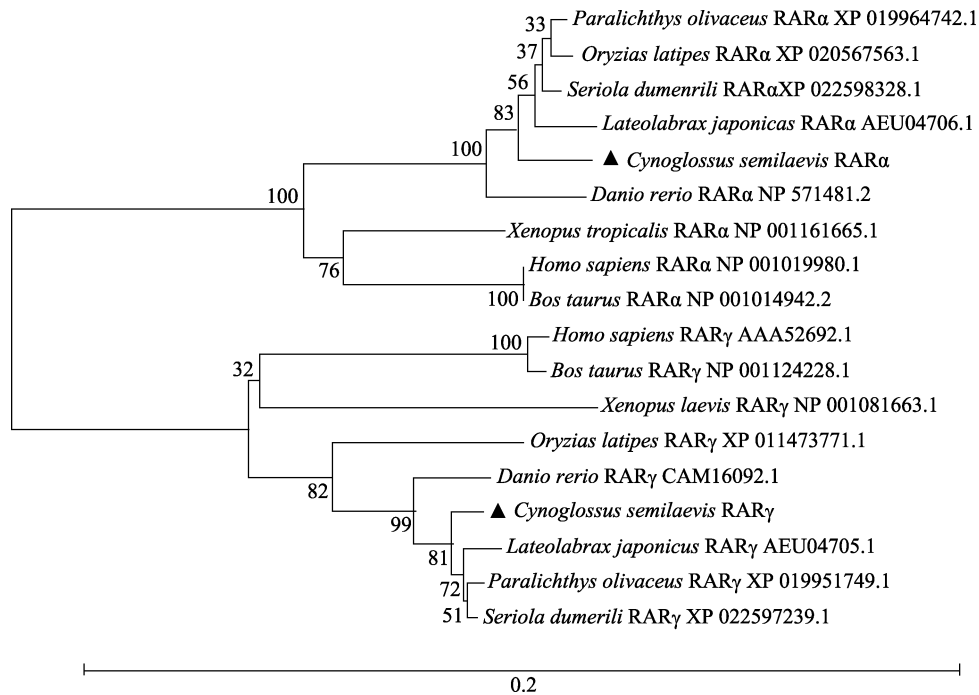 33
Paralichthys olivaceus RARα XP 019964742.1
37
Oryzias latipes RARα XP 020567563.1
56
Seriola dumenrili RARαXP 022598328.1
83
Lateolabrax japonicas RARα AEU04706.1
100
▲ Cynoglossus semilaevis RARα
100
Danio rerio RARα NP 571481.2
Xenopus tropicalis RARα NP 001161665.1
76
Homo sapiens RARα NP 001019980.1
100
Bos taurus RARα NP 001014942.2
Homo sapiens RARγ AAA52692.1
100
32
Bos taurus RARγ NP 001124228.1
Xenopus laevis RARγ NP 001081663.1
Oryzias latipes RARγ XP 011473771.1
82
Danio rerio RARγ CAM16092.1
99
▲ Cynoglossus semilaevis RARγ
81
Lateolabrax japonicus RARγ AEU04705.1
72
Paralichthys olivaceus RARγ XP 019951749.1
51
Seriola dumerili RARγ XP 022597239.1
0.2